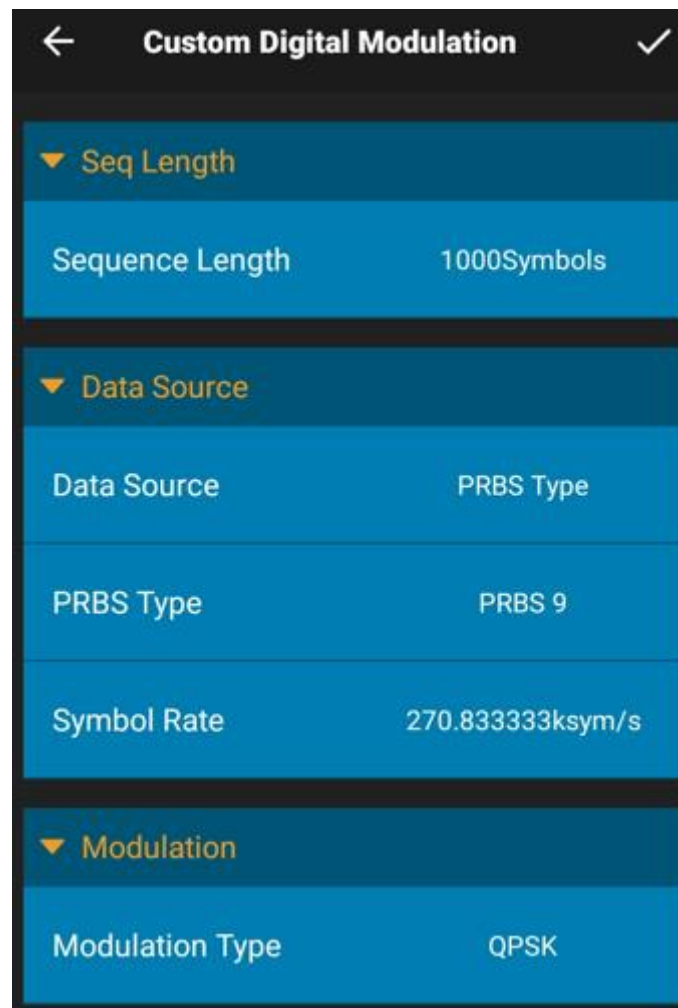 Custom Digital Modulation
Seq Length
Sequence Length 1000Symbols
Data Source
Data Source PRBS Type
PRBS Type PRBS 9
Symbol Rate 270.833333ksym/s
Modulation
Modulation Type QPSK